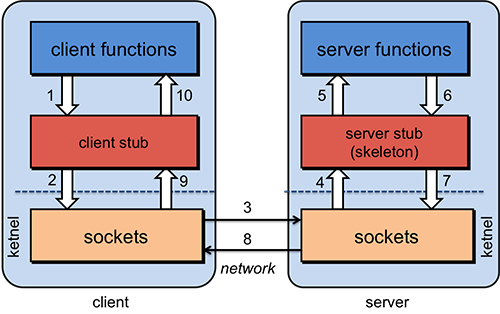 client functions
server functions
1
10
5
6
client stub
server stub
(skeleton)
2
9
4
7
3
ketnel
sockets
sockets
ketnel
8
network
client
server